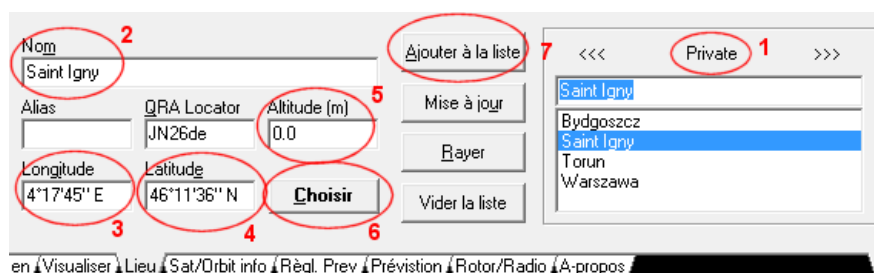 Nom
2
Saint Igny
Alias
QRA Locator
Altitude (m)
5
JN26de
0.0
Longitude
Latitude
4°17'45'' E
46°11'36'' N
Choisir
3
4
6
Ajouter à la liste
7
Mise à jour
Rayer
Vider la liste
<<<
Private
1
>>>
Saint Igny
Bydgoszcz
Saint Igny
Torun
Warszawa
en Visualiser Lieu Sat/Orbit info Règl. Prev Prévistion Rotor/Radio A-propos